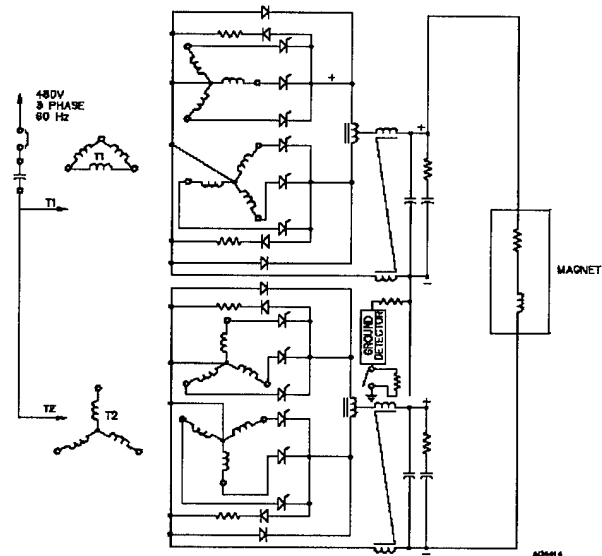 480V
3 PHASE
60 Hz
T1
T1
T2
T2
+
+
−
+
−
GROUND
DETECTOR
MAGNET